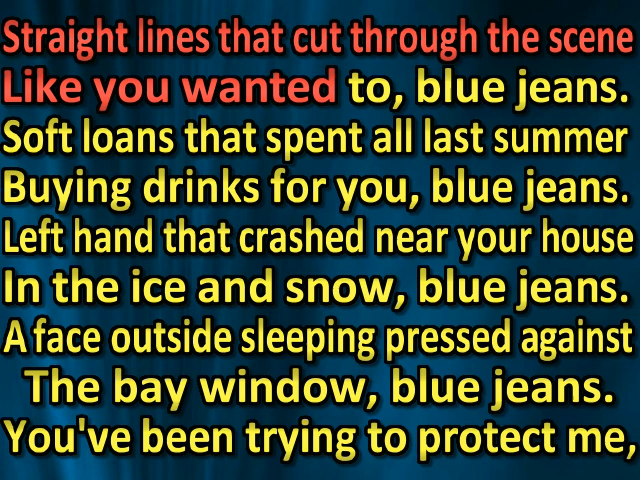 Straight lines that cut through the scene
Like you wanted to, blue jeans.
Soft loans that spent all last summer
Buying drinks for you, blue jeans.
Left hand that crashed near your house
In the ice and snow, blue jeans.
A face outside sleeping pressed against
The bay window, blue jeans.
You've been trying to protect me,